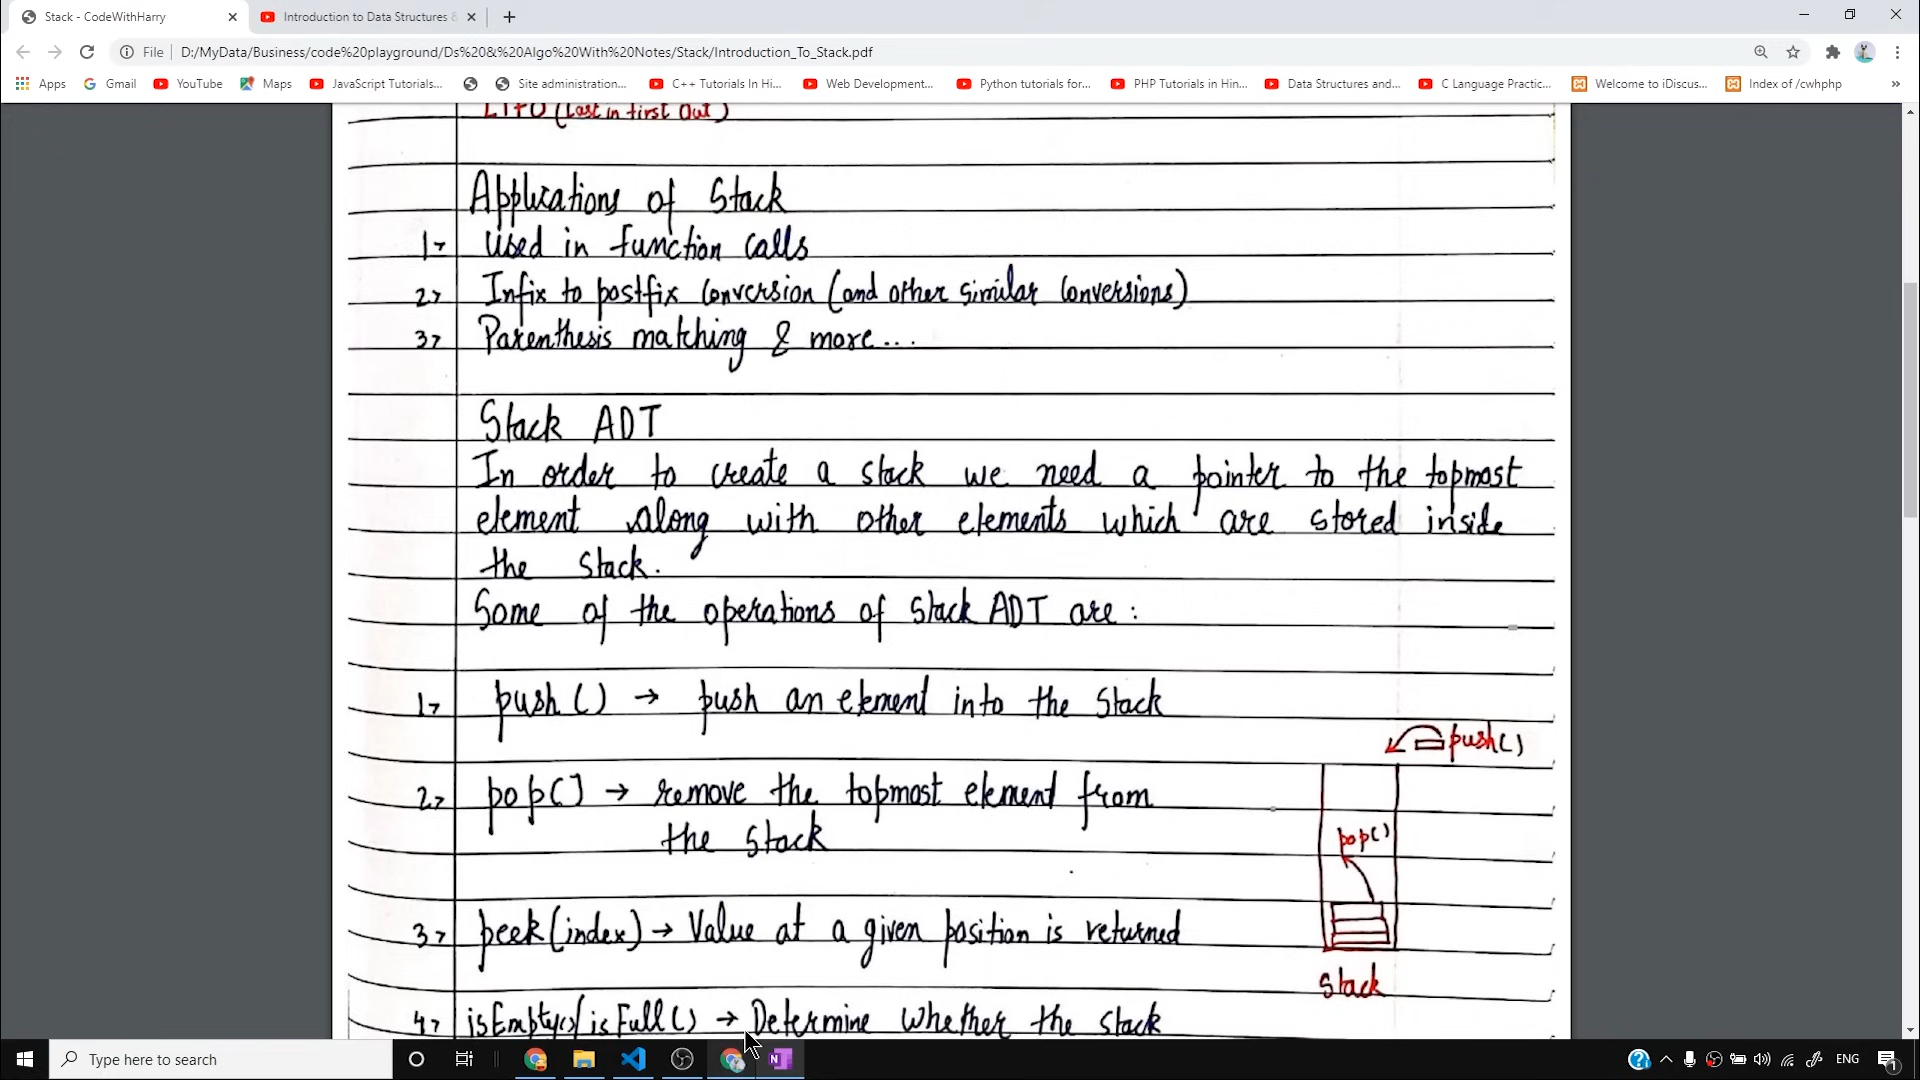 Stack - CodeWithHarry
Introduction to Data Structures &
File | D:/MyData/Business/code%20playground/Ds%20&%20Algo%20With%20Notes/Stack/Introduction_To_Stack.pdf
Apps Gmail YouTube Maps JavaScript Tutorials... Site administration... C++ Tutorials In Hi... Web Development... Python tutorials for... PHP Tutorials in Hin... Data Structures and... C Language Practic... Welcome to iDiscus... Index of /cwhphp »
LIFO (Last in first Out)
Applications of Stack
1> Used in function calls
2> Infix to postfix conversion (and other similar conversions)
3> Parenthesis matching & more...
Stack ADT
In order to create a stack we need a pointer to the topmost
element along with other elements which are stored inside
the stack.
Some of the operations of stack ADT are :
1> push ( ) → push an element into the stack
push( )
2> pop( ) → remove the topmost element from
the stack
pop( )
3> peek (index) → Value at a given position is returned
Stack
4> isEmpty()/isFull ( ) → Determine whether the stack
Type here to search
ENG
1